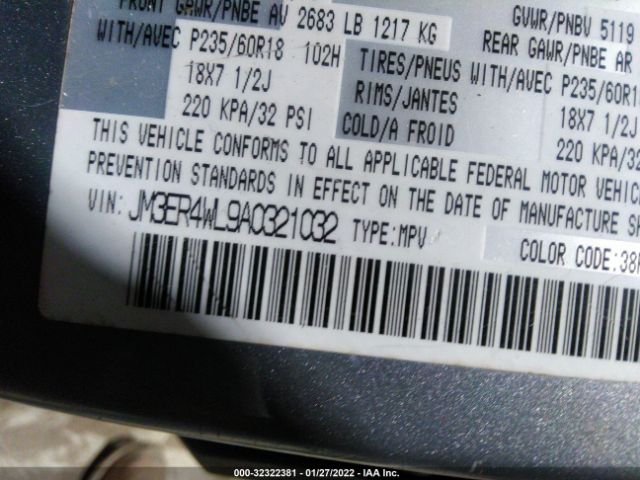 FRONT GAWR/PNBE AV 2683 LB 1217 KG
WITH/AVEC P235/60R18 102H
18X7 1/2J
220 KPA/32 PSI
GVWR/PNBV 5119
REAR GAWR/PNBE AR
TIRES/PNEUS WITH/AVEC P235/60R18
RIMS/JANTES 18X7 1/2J
COLD/A FROID 220 KPA/32
THIS VEHICLE CONFORMS TO ALL APPLICABLE FEDERAL MOTOR VEHIC
PREVENTION STANDARDS IN EFFECT ON THE DATE OF MANUFACTURE SH
VIN: JM3ER4WL9A0321032 TYPE:MPV
COLOR CODE:38
000-32322381 - 01/27/2022 - IAA Inc.